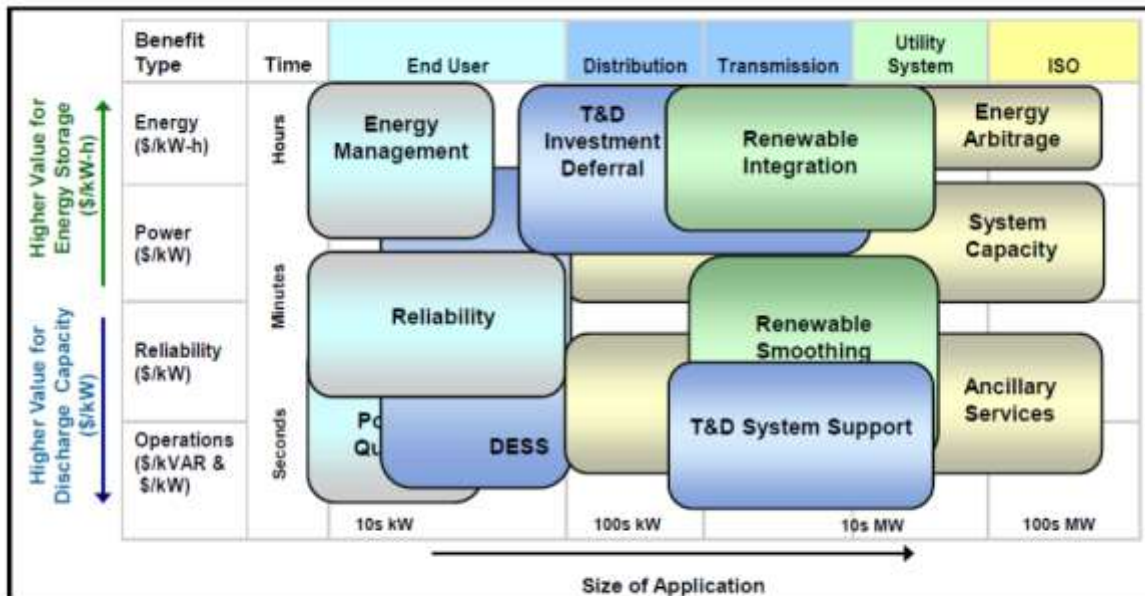 Benefit
Type
Time
End User
Distribution
Transmission
Utility
System
ISO
Higher Value for
Energy Storage
($/kW-h)
Higher Value for
Discharge Capacity
($/kW)
Energy
($/kW-h)
Power
($/kW)
Reliability
($/kW)
Operations
($/kVAR &
$/kW)
Hours
Minutes
Seconds
Energy
Management
T&D
Investment
Deferral
Renewable
Integration
Energy
Arbitrage
System
Capacity
Reliability
Renewable
Smoothing
Ancillary
Services
Po
Qu
DESS
T&D System Support
10s kW
100s kW
10s MW
100s MW
Size of Application